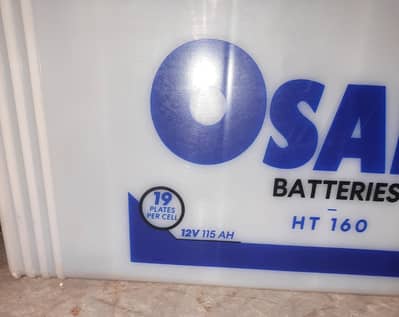 OSA
BATTERIES
HT 160
19
PLATES
PER CELL
12V 115 AH